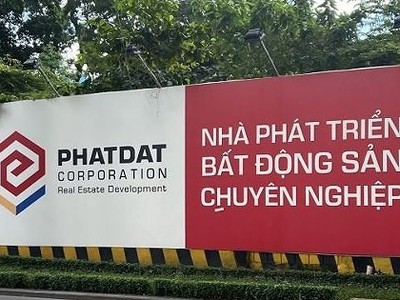 PHATDAT
CORPORATION
Real Estate Development
NHÀ PHÁT TRIỂN
BẤT ĐỘNG SẢN
CHUYÊN NGHIỆP